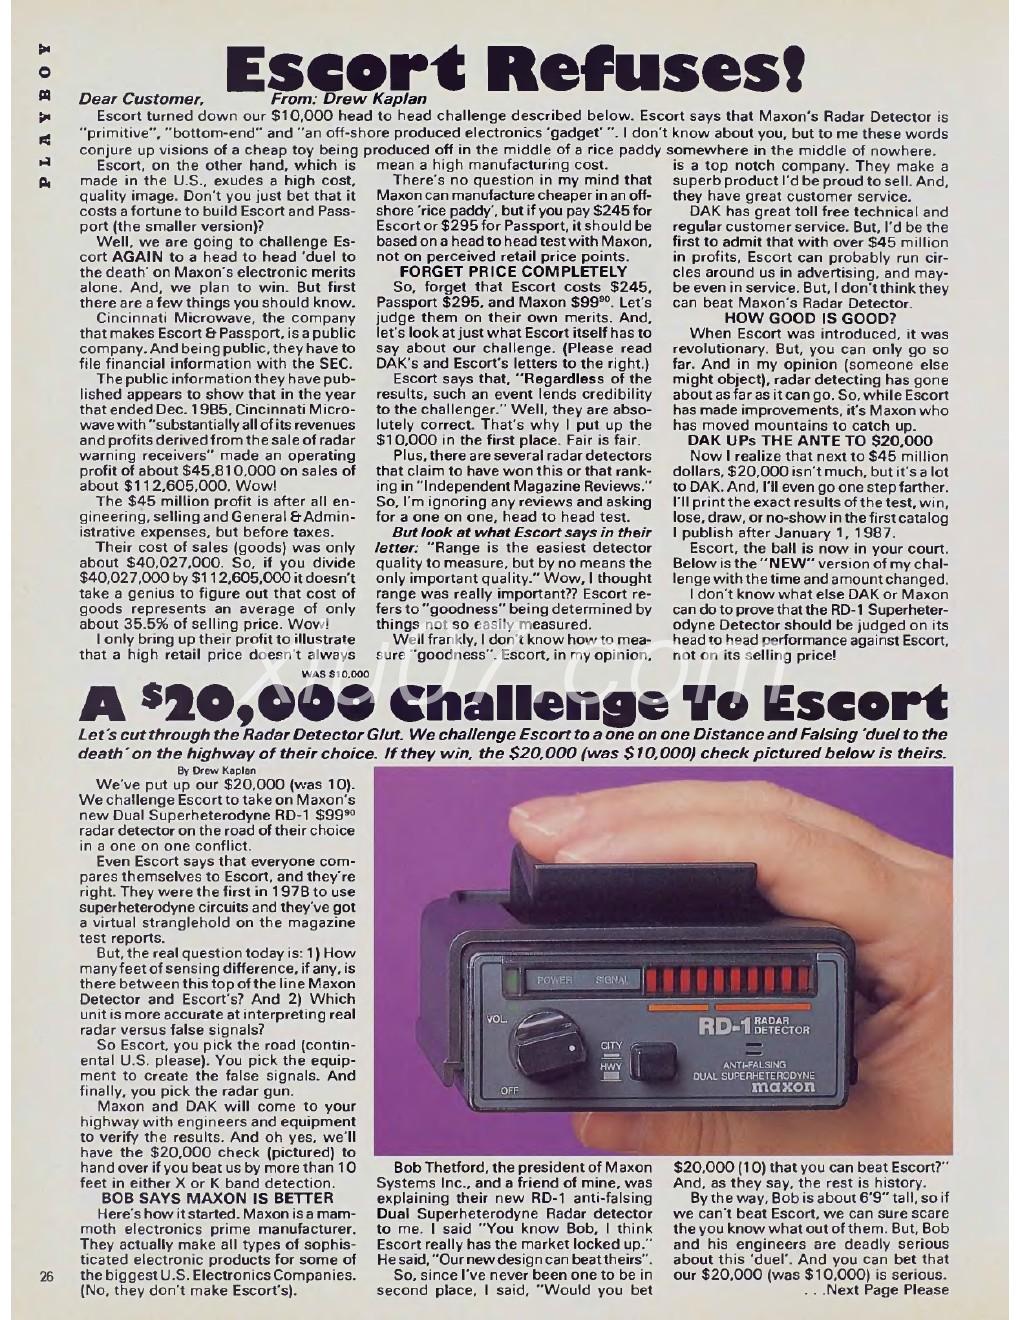 PLAYBOY
Escort Refuses!
Dear Customer, From: Drew Kaplan
Escort turned down our $10,000 head to head challenge described below. Escort says that Maxon's Radar Detector is
"primitive", "bottom-end" and "an off-shore produced electronics 'gadget' ". I don't know about you, but to me these words
conjure up visions of a cheap toy being produced off in the middle of a rice paddy somewhere in the middle of nowhere.
Escort, on the other hand, which is
made in the U.S., exudes a high cost,
quality image. Don't you just bet that it
costs a fortune to build Escort and Pass-
port (the smaller version)?
Well, we are going to challenge Es-
cort AGAIN to a head to head 'duel to
the death' on Maxon's electronic merits
alone. And, we plan to win. But first
there are a few things you should know.
Cincinnati Microwave, the company
that makes Escort & Passport, is a public
company. And being public, they have to
file financial information with the SEC.
The public information they have pub-
lished appears to show that in the year
that ended Dec. 1985, Cincinnati Micro-
wave with "substantially all of its revenues
and profits derived from the sale of radar
warning receivers" made an operating
profit of about $45,810,000 on sales of
about $112,605,000. Wow!
The $45 million profit is after all en-
gineering, selling and General & Admin-
istrative expenses, but before taxes.
Their cost of sales (goods) was only
about $40,027,000. So, if you divide
$40,027,000 by $112,605,000 it doesn't
take a genius to figure out that cost of
goods represents an average of only
about 35.5% of selling price. Wow!
I only bring up their profit to illustrate
that a high retail price doesn't always
mean a high manufacturing cost.
There's no question in my mind that
Maxon can manufacture cheaper in an off-
shore 'rice paddy', but if you pay $245 for
Escort or $295 for Passport, it should be
based on a head to head test with Maxon,
not on perceived retail price points.
FORGET PRICE COMPLETELY
So, forget that Escort costs $245,
Passport $295, and Maxon $99⁹⁰. Let's
judge them on their own merits. And,
let's look at just what Escort itself has to
say about our challenge. (Please read
DAK's and Escort's letters to the right.)
Escort says that, "Regardless of the
results, such an event lends credibility
to the challenger." Well, they are abso-
lutely correct. That's why I put up the
$10,000 in the first place. Fair is fair.
Plus, there are several radar detectors
that claim to have won this or that rank-
ing in "Independent Magazine Reviews."
So, I'm ignoring any reviews and asking
for a one on one, head to head test.
But look at what Escort says in their
letter: "Range is the easiest detector
quality to measure, but by no means the
only important quality." Wow, I thought
range was really important?? Escort re-
fers to "goodness" being determined by
things not so easily measured.
Well frankly, I don't know how to mea-
sure "goodness". Escort, in my opinion,
is a top notch company. They make a
superb product I'd be proud to sell. And,
they have great customer service.
DAK has great toll free technical and
regular customer service. But, I'd be the
first to admit that with over $45 million
in profits, Escort can probably run cir-
cles around us in advertising, and may-
be even in service. But, I don't think they
can beat Maxon's Radar Detector.
HOW GOOD IS GOOD?
When Escort was introduced, it was
revolutionary. But, you can only go so
far. And in my opinion (someone else
might object), radar detecting has gone
about as far as it can go. So, while Escort
has made improvements, it's Maxon who
has moved mountains to catch up.
DAK UPs THE ANTE TO $20,000
Now I realize that next to $45 million
dollars, $20,000 isn't much, but it's a lot
to DAK. And, I'll even go one step farther.
I'll print the exact results of the test, win,
lose, draw, or no-show in the first catalog
I publish after January 1, 1987.
Escort, the ball is now in your court.
Below is the "NEW" version of my chal-
lenge with the time and amount changed.
I don't know what else DAK or Maxon
can do to prove that the RD-1 Superheter-
odyne Detector should be judged on its
head to head performance against Escort,
not on its selling price!
xiu07.com
WAS $10,000
A $20,000 Challenge To Escort
Let's cut through the Radar Detector Glut. We challenge Escort to a one on one Distance and Falsing 'duel to the
death' on the highway of their choice. If they win, the $20,000 (was $10,000) check pictured below is theirs.
By Drew Kaplan
We've put up our $20,000 (was 10).
We challenge Escort to take on Maxon's
new Dual Superheterodyne RD-1 $99⁹⁰
radar detector on the road of their choice
in a one on one conflict.
Even Escort says that everyone com-
pares themselves to Escort, and they're
right. They were the first in 1978 to use
superheterodyne circuits and they've got
a virtual stranglehold on the magazine
test reports.
But, the real question today is: 1) How
many feet of sensing difference, if any, is
there between this top of the line Maxon
Detector and Escort's? And 2) Which
unit is more accurate at interpreting real
radar versus false signals?
So Escort, you pick the road (contin-
ental U.S. please). You pick the equip-
ment to create the false signals. And
finally, you pick the radar gun.
Maxon and DAK will come to your
highway with engineers and equipment
to verify the results. And oh yes, we'll
have the $20,000 check (pictured) to
hand over if you beat us by more than 10
feet in either X or K band detection.
BOB SAYS MAXON IS BETTER
Here's how it started. Maxon is a mam-
moth electronics prime manufacturer.
They actually make all types of sophis-
ticated electronic products for some of
the biggest U.S. Electronics Companies.
(No, they don't make Escort's).
POWER SIGNAL
VOL.
OFF
CITY
HWY
RD-1 RADAR DETECTOR
ANTI-FALSING
DUAL SUPERHETERODYNE
maxon
Bob Thetford, the president of Maxon
Systems Inc., and a friend of mine, was
explaining their new RD-1 anti-falsing
Dual Superheterodyne Radar detector
to me. I said "You know Bob, I think
Escort really has the market locked up."
He said, "Our new design can beat theirs".
So, since I've never been one to be in
second place, I said, "Would you bet
$20,000 (10) that you can beat Escort?"
And, as they say, the rest is history.
By the way, Bob is about 6'9" tall, so if
we can't beat Escort, we can sure scare
the you know what out of them. But, Bob
and his engineers are deadly serious
about this 'duel'. And you can bet that
our $20,000 (was $10,000) is serious.
. . .Next Page Please
26